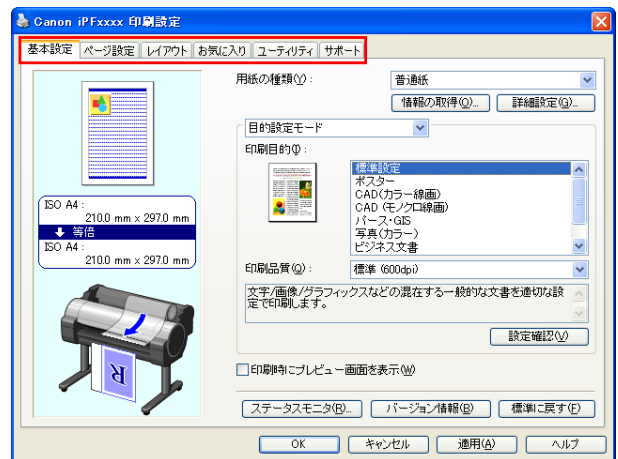 Canon iPFxxxx 印刷設定
基本設定 ページ設定 レイアウト お気に入り ユーティリティ サポート
用紙の種類(Y): 普通紙
情報の取得(O)... 詳細設定(G)...
目的設定モード
印刷目的(I):
標準設定
ポスター
CAD(カラー線画)
CAD (モノクロ線画)
パース・GIS
写真(カラー)
ビジネス文書
ISO A4 :
210.0 mm x 297.0 mm
等倍
ISO A4 :
210.0 mm x 297.0 mm
印刷品質(Q): 標準 (600dpi)
文字/画像/グラフィックスなどの混在する一般的な文書を適切な設
定で印刷します。
設定確認(V)
R
印刷時にプレビュー画面を表示(W)
ステータスモニタ(R)... バージョン情報(B) 標準に戻す(F)
OK キャンセル 適用(A) ヘルプ